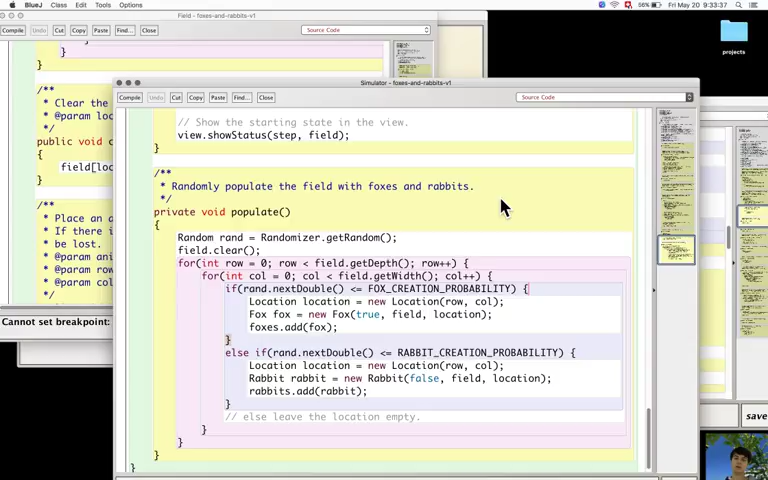 BlueJ Class Edit Tools Options
56% Fri May 20 9:33:37
Field - foxes-and-rabbits-v1
Compile Undo Cut Copy Paste Find... Close
Source Code
}
}
/**
* Clear the
* @param loc
*/
public void c
{
field[loc
}
/**
* Place an a
* If there i
* be lost.
* @param ani
* @param row
* @param col
Cannot set breakpoint:
projects
Simulator - foxes-and-rabbits-v1
Compile Undo Cut Copy Paste Find... Close
Source Code
// Show the starting state in the view.
view.showStatus(step, field);
}
/**
* Randomly populate the field with foxes and rabbits.
*/
private void populate()
{
Random rand = Randomizer.getRandom();
field.clear();
for(int row = 0; row < field.getDepth(); row++) {
for(int col = 0; col < field.getWidth(); col++) {
if(rand.nextDouble() <= FOX_CREATION_PROBABILITY) {
Location location = new Location(row, col);
Fox fox = new Fox(true, field, location);
foxes.add(fox);
}
else if(rand.nextDouble() <= RABBIT_CREATION_PROBABILITY) {
Location location = new Location(row, col);
Rabbit rabbit = new Rabbit(false, field, location);
rabbits.add(rabbit);
}
// else leave the location empty.
}
}
}
}
save